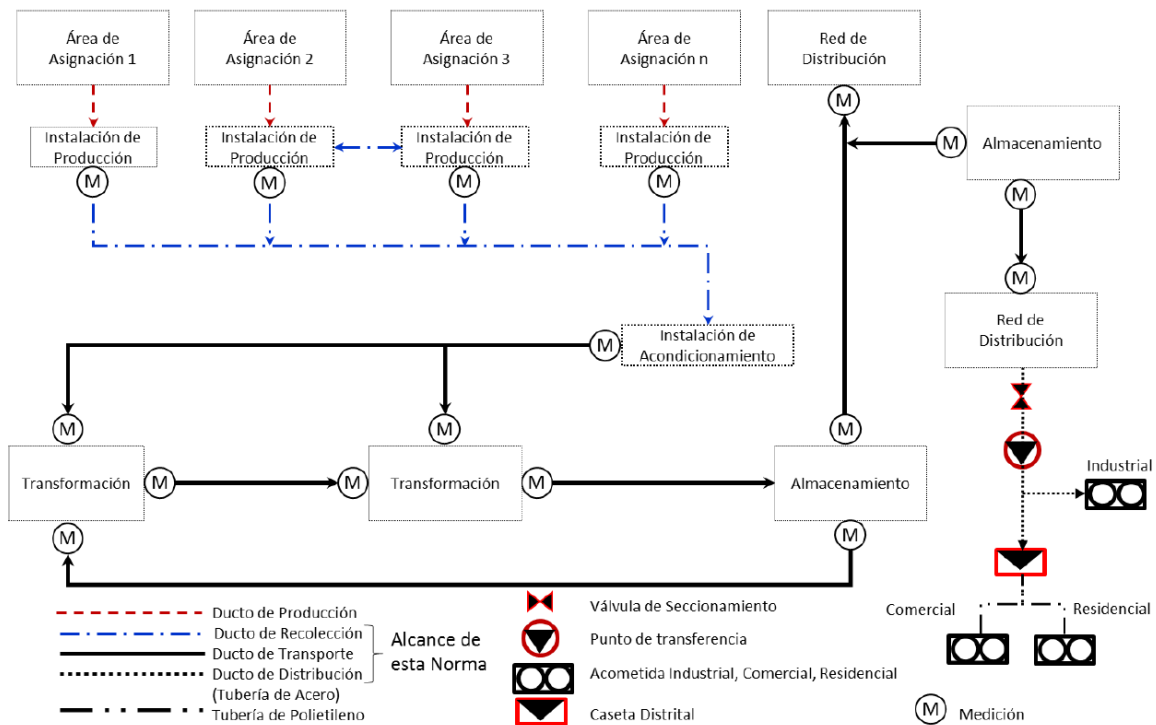 Área de
Asignación 1
Área de
Asignación 2
Área de
Asignación 3
Área de
Asignación n
Red de
Distribución
M
Instalación de
Producción
Instalación de
Producción
Instalación de
Producción
Instalación de
Producción
M
Almacenamiento
M
M
M
M
M
M
Red de
Distribución
Instalación de
Acondicionamiento
M
M
M
M
Transformación
M
M
Transformación
M
Almacenamiento
M
M
Industrial
Comercial
Residencial
Ducto de Producción
Ducto de Recolección
Ducto de Transporte
Ducto de Distribución
(Tubería de Acero)
Tubería de Polietileno
Alcance de
esta Norma
Válvula de Seccionamiento
Punto de transferencia
Acometida Industrial, Comercial, Residencial
Caseta Distrital
M
Medición